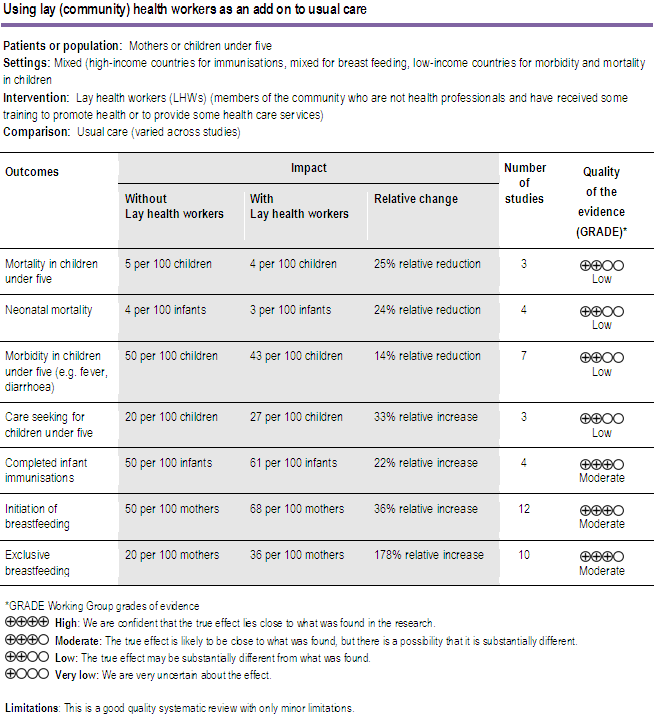 Using lay (community) health workers as an add on to usual care
Patients or population: Mothers or children under five
Settings: Mixed (high-income countries for immunisations, mixed for breast feeding, low-income countries for morbidity and mortality
in children
Intervention: Lay health workers (LHWs) (members of the community who are not health professionals and have received some
training to promote health or to provide some health care services)
Comparison: Usual care (varied across studies)
Outcomes
Impact
Without
Lay health workers
With
Lay health workers
Relative change
Number
of
studies
Quality
of the
evidence
(GRADE)*
Mortality in children
under five
5 per 100 children
4 per 100 children
25% relative reduction
3
⊕⊕○○
Low
Neonatal mortality
4 per 100 infants
3 per 100 infants
24% relative reduction
4
⊕⊕○○
Low
Morbidity in children
under five (e.g. fever,
diarrhoea)
50 per 100 children
43 per 100 children
14% relative reduction
7
⊕⊕○○
Low
Care seeking for
children under five
20 per 100 children
27 per 100 children
33% relative increase
3
⊕⊕○○
Low
Completed infant
immunisations
50 per 100 infants
61 per 100 infants
22% relative increase
4
⊕⊕⊕○
Moderate
Initiation of
breastfeeding
50 per 100 mothers
68 per 100 mothers
36% relative increase
12
⊕⊕⊕○
Moderate
Exclusive
breastfeeding
20 per 100 mothers
36 per 100 mothers
178% relative increase
10
⊕⊕⊕○
Moderate
*GRADE Working Group grades of evidence
⊕⊕⊕⊕ High: We are confident that the true effect lies close to what was found in the research.
⊕⊕⊕○ Moderate: The true effect is likely to be close to what was found, but there is a possibility that it is substantially different.
⊕⊕○○ Low: The true effect may be substantially different from what was found.
⊕○○○ Very low: We are very uncertain about the effect.
Limitations: This is a good quality systematic review with only minor limitations.